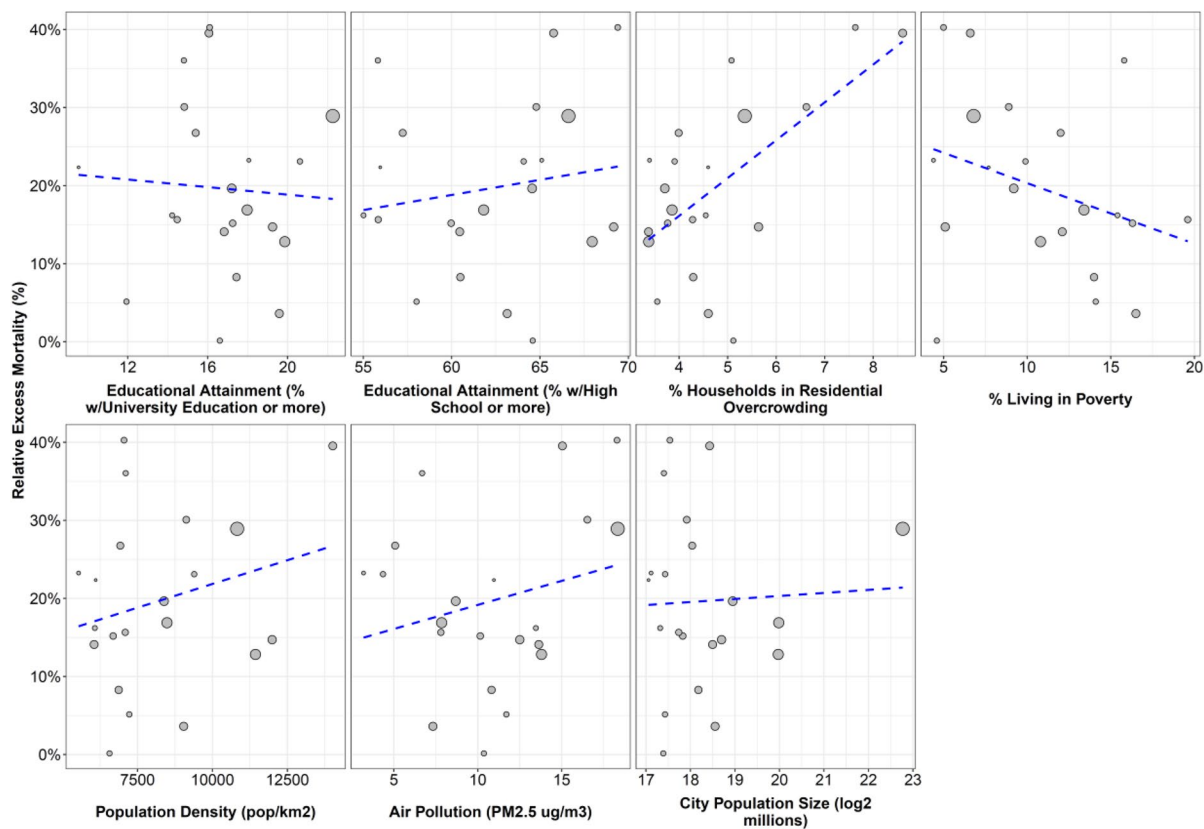 Relative Excess Mortality (%)
40%
30%
20%
10%
0%
12 16 20
Educational Attainment (%
w/University Education or more)
55 60 65 70
Educational Attainment (% w/High
School or more)
4 5 6 7 8
% Households in Residential
Overcrowding
5 10 15 20
% Living in Poverty
40%
30%
20%
10%
0%
7500 10000 12500
Population Density (pop/km2)
5 10 15
Air Pollution (PM2.5 ug/m3)
17 18 19 20 21 22 23
City Population Size (log2
millions)